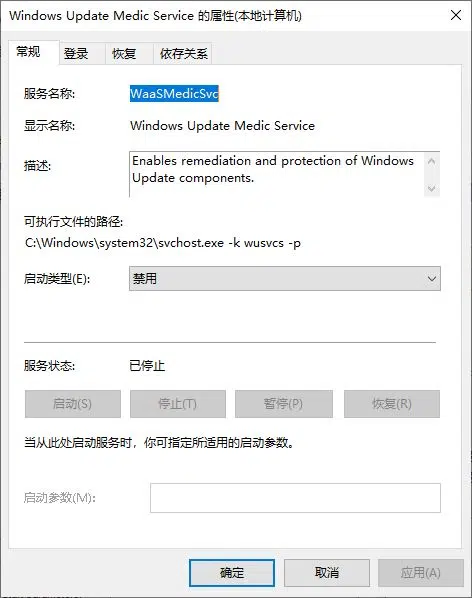 Windows Update Medic Service 的属性(本地计算机)
常规 登录 恢复 依存关系
服务名称: WaaSMedicSvc
显示名称: Windows Update Medic Service
描述: Enables remediation and protection of Windows
Update components.
可执行文件的路径:
C:\Windows\system32\svchost.exe -k wusvcs -p
启动类型(E): 禁用
服务状态: 已停止
启动(S) 停止(T) 暂停(P) 恢复(R)
当从此处启动服务时，你可指定所适用的启动参数。
启动参数(M):
确定 取消 应用(A)